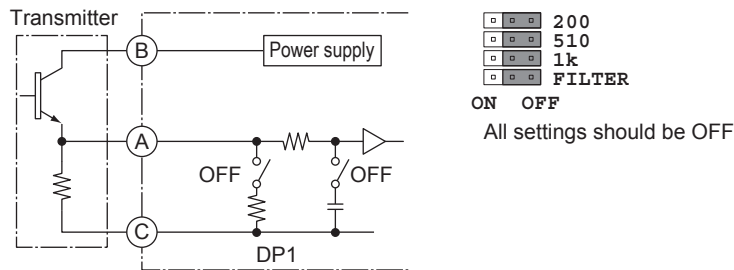 Transmitter
B
Power supply
A
OFF
OFF
C
DP1
200
510
1k
FILTER
ON OFF
All settings should be OFF